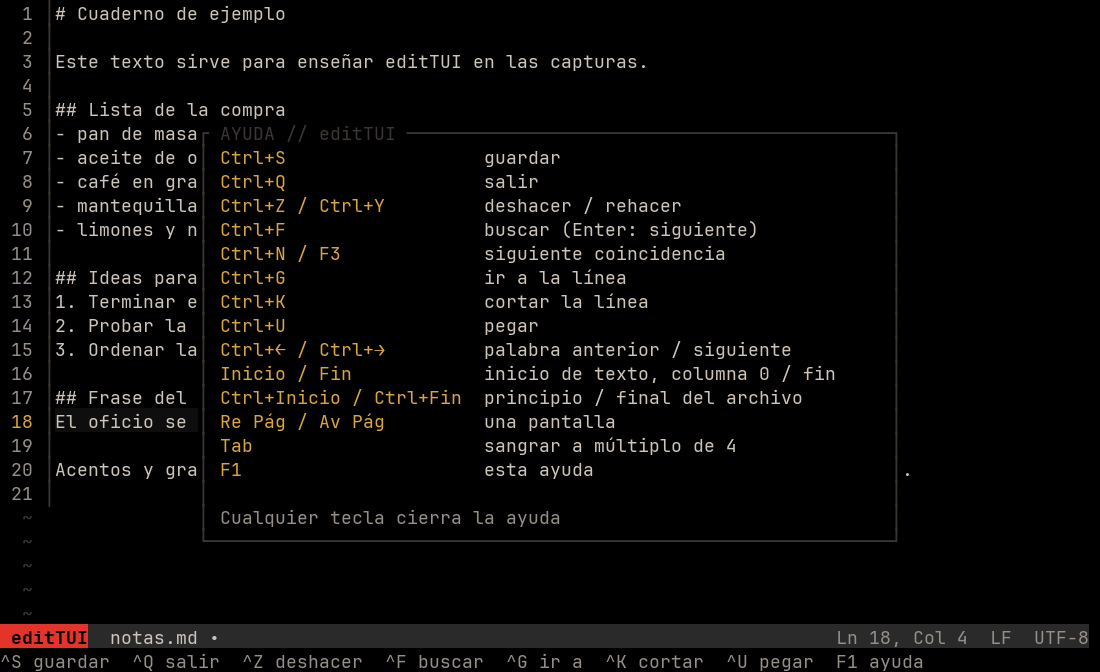 1 # Cuaderno de ejemplo
2
3 Este texto sirve para enseñar editTUI en las capturas.
4
5 ## Lista de la compra
6 - pan de masa AYUDA // editTUI
7 - aceite de o Ctrl+S guardar
8 - café en gra Ctrl+Q salir
9 - mantequilla Ctrl+Z / Ctrl+Y deshacer / rehacer
10 - limones y n Ctrl+F buscar (Enter: siguiente)
11 Ctrl+N / F3 siguiente coincidencia
12 ## Ideas para Ctrl+G ir a la línea
13 1. Terminar e Ctrl+K cortar la línea
14 2. Probar la Ctrl+U pegar
15 3. Ordenar la Ctrl+← / Ctrl+→ palabra anterior / siguiente
16 Inicio / Fin inicio de texto, columna 0 / fin
17 ## Frase del Ctrl+Inicio / Ctrl+Fin principio / final del archivo
18 El oficio se Re Pág / Av Pág una pantalla
19 Tab sangrar a múltiplo de 4
20 Acentos y gra F1 esta ayuda .
21
~ Cualquier tecla cierra la ayuda
~
~
~
~
editTUI notas.md • Ln 18, Col 4 LF UTF-8
^S guardar ^Q salir ^Z deshacer ^F buscar ^G ir a ^K cortar ^U pegar F1 ayuda